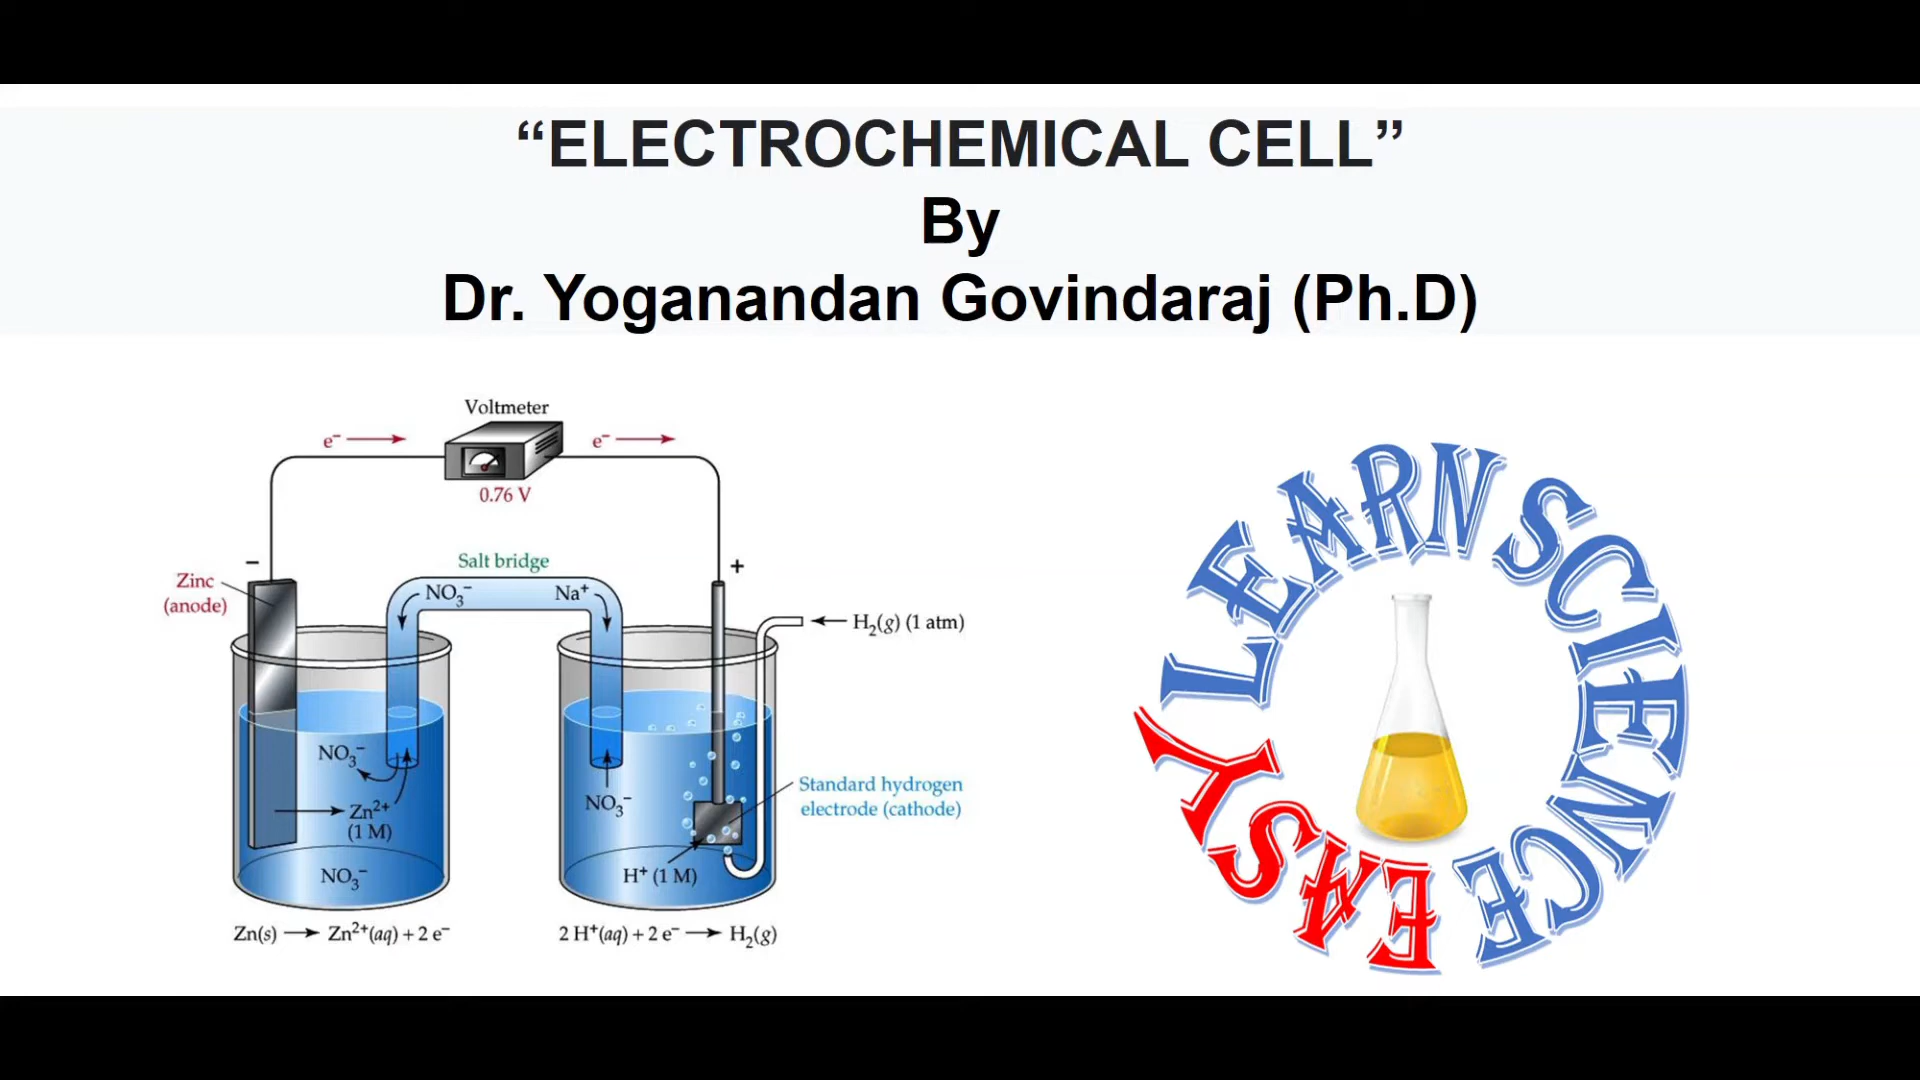 “ELECTROCHEMICAL CELL”
By
Dr. Yoganandan Govindaraj (Ph.D)
Voltmeter
e⁻
e⁻
0.76 V
−
+
Salt bridge
Zinc
(anode)
NO₃⁻
Na⁺
H₂(g) (1 atm)
NO₃⁻
Zn²⁺
(1 M)
NO₃⁻
NO₃⁻
H⁺ (1 M)
Standard hydrogen
electrode (cathode)
Zn(s) → Zn²⁺(aq) + 2 e⁻
2 H⁺(aq) + 2 e⁻ → H₂(g)
LEARN SCIENCE
EASY